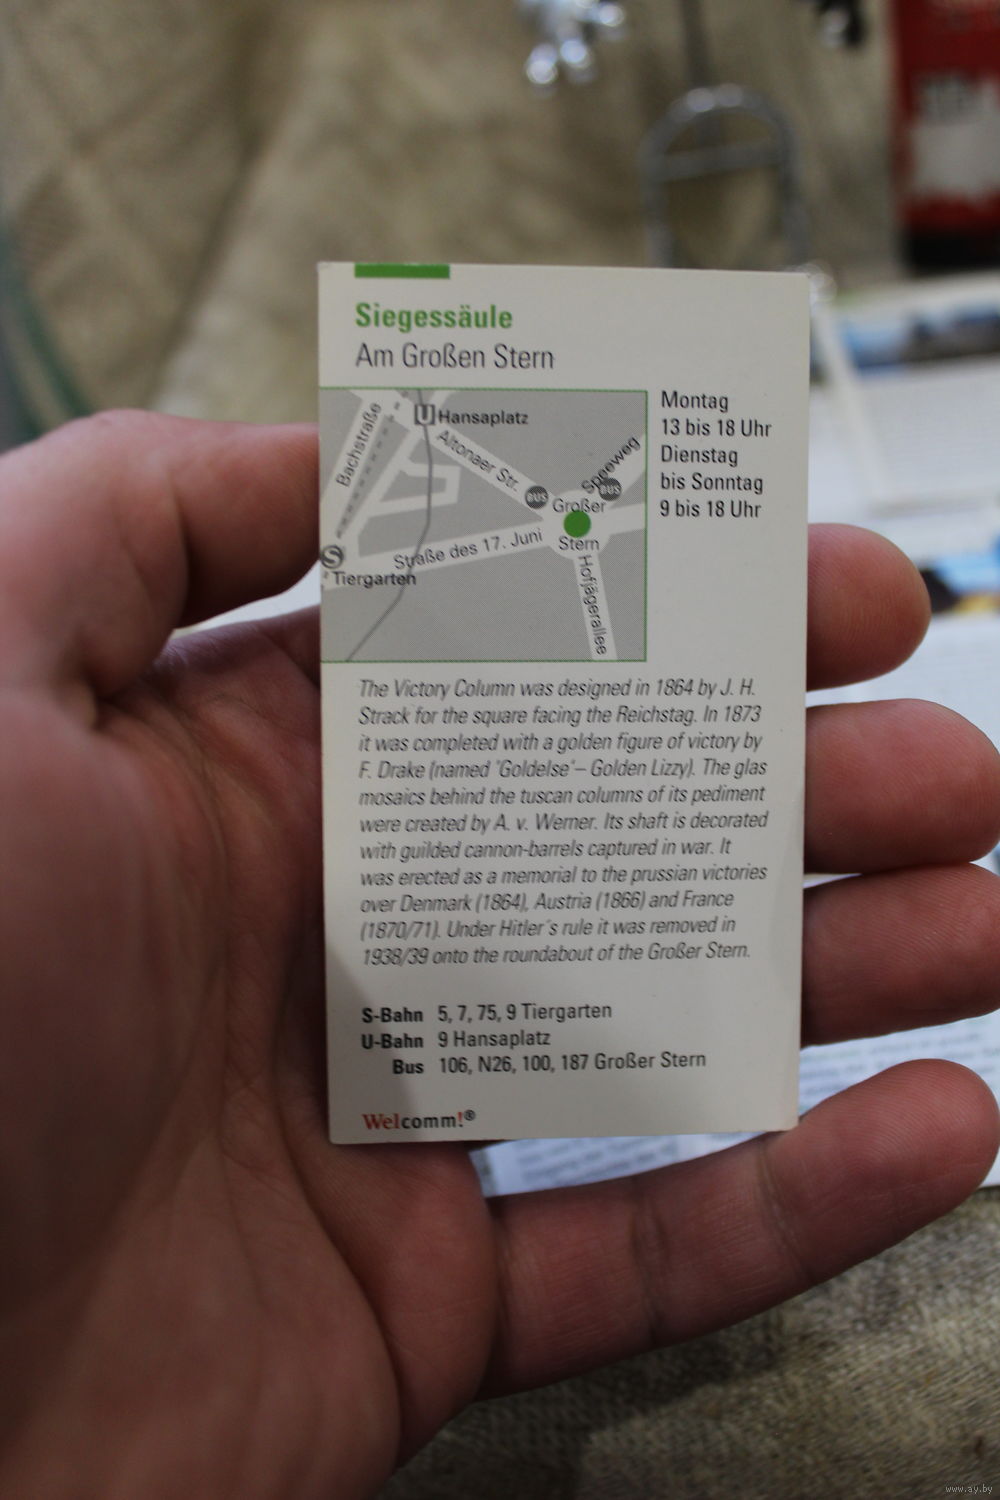 Siegessäule
Am Großen Stern
Montag
13 bis 18 Uhr
Dienstag
bis Sonntag
9 bis 18 Uhr
U Hansaplatz
Bachstraße
Altonaer Str.
Spreeweg
BUS
BUS
Großer
Stern
Straße des 17. Juni
S
Tiergarten
Hofjägerallee
The Victory Column was designed in 1864 by J. H.
Strack for the square facing the Reichstag. In 1873
it was completed with a golden figure of victory by
F. Drake (named "Goldelse"– Golden Lizzy). The glas
mosaics behind the tuscan columns of its pediment
were created by A. v. Werner. Its shaft is decorated
with guilded cannon-barrels captured in war. It
was erected as a memorial to the prussian victories
over Denmark (1864), Austria (1866) and France
(1870/71). Under Hitler´s rule it was removed in
1938/39 onto the roundabout of the Großer Stern.
S-Bahn 5, 7, 75, 9 Tiergarten
U-Bahn 9 Hansaplatz
Bus 106, N26, 100, 187 Großer Stern
Welcomm!®
www.ay.by